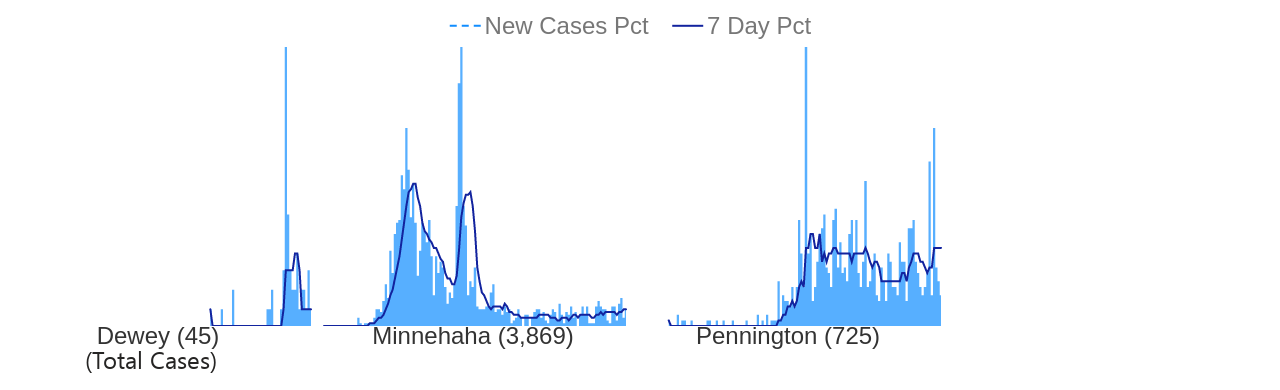 New Cases Pct 7 Day Pct
Dewey (45) Minnehaha (3,869) Pennington (725)
(Total Cases)